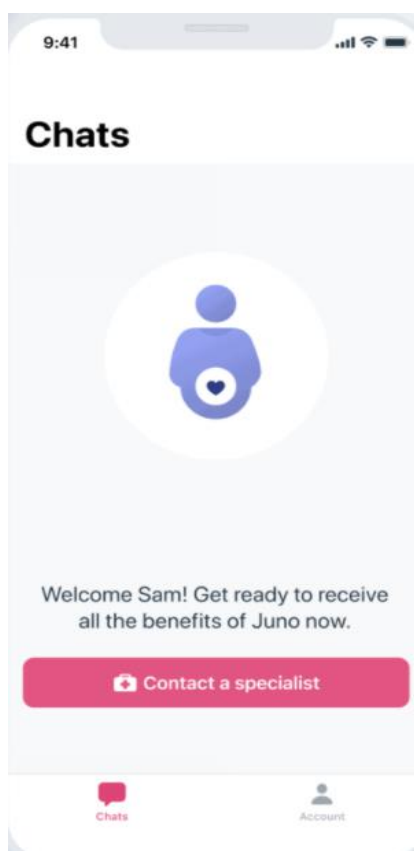 9:41
Chats
Welcome Sam! Get ready to receive
all the benefits of Juno now.
Contact a specialist
Chats
Account